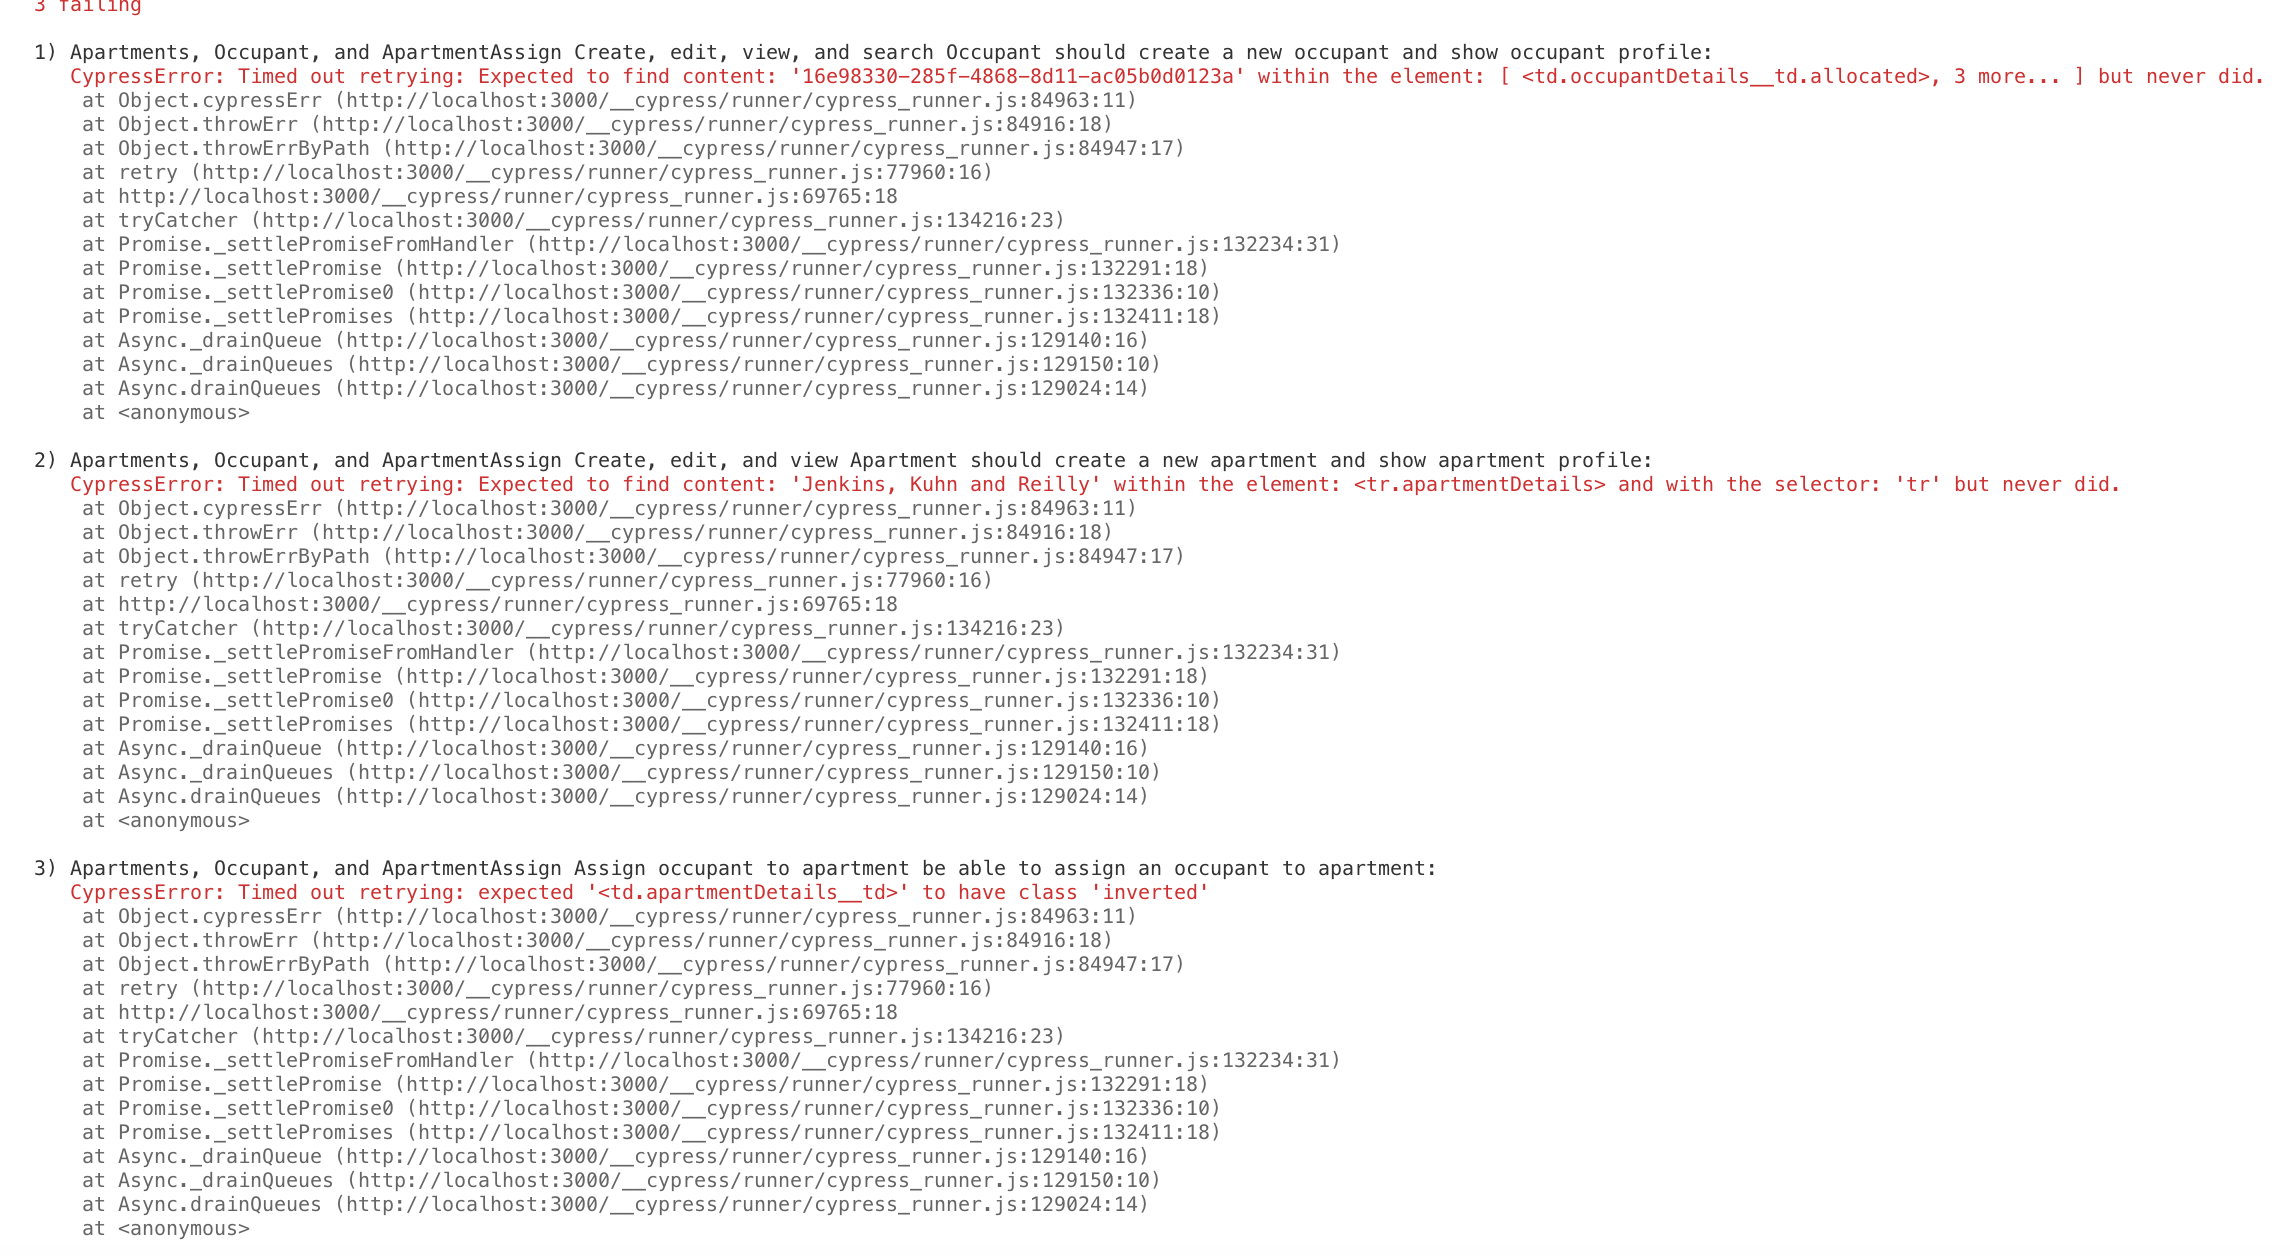 3 failing
1) Apartments, Occupant, and ApartmentAssign Create, edit, view, and search Occupant should create a new occupant and show occupant profile:
CypressError: Timed out retrying: Expected to find content: '16e98330-285f-4868-8d11-ac05b0d0123a' within the element: [ <td.occupantDetails__td.allocated>, 3 more... ] but never did.
at Object.cypressErr (http://localhost:3000/__cypress/runner/cypress_runner.js:84963:11)
at Object.throwErr (http://localhost:3000/__cypress/runner/cypress_runner.js:84916:18)
at Object.throwErrByPath (http://localhost:3000/__cypress/runner/cypress_runner.js:84947:17)
at retry (http://localhost:3000/__cypress/runner/cypress_runner.js:77960:16)
at http://localhost:3000/__cypress/runner/cypress_runner.js:69765:18
at tryCatcher (http://localhost:3000/__cypress/runner/cypress_runner.js:134216:23)
at Promise._settlePromiseFromHandler (http://localhost:3000/__cypress/runner/cypress_runner.js:132234:31)
at Promise._settlePromise (http://localhost:3000/__cypress/runner/cypress_runner.js:132291:18)
at Promise._settlePromise0 (http://localhost:3000/__cypress/runner/cypress_runner.js:132336:10)
at Promise._settlePromises (http://localhost:3000/__cypress/runner/cypress_runner.js:132411:18)
at Async._drainQueue (http://localhost:3000/__cypress/runner/cypress_runner.js:129140:16)
at Async._drainQueues (http://localhost:3000/__cypress/runner/cypress_runner.js:129150:10)
at Async.drainQueues (http://localhost:3000/__cypress/runner/cypress_runner.js:129024:14)
at <anonymous>
2) Apartments, Occupant, and ApartmentAssign Create, edit, and view Apartment should create a new apartment and show apartment profile:
CypressError: Timed out retrying: Expected to find content: 'Jenkins, Kuhn and Reilly' within the element: <tr.apartmentDetails> and with the selector: 'tr' but never did.
at Object.cypressErr (http://localhost:3000/__cypress/runner/cypress_runner.js:84963:11)
at Object.throwErr (http://localhost:3000/__cypress/runner/cypress_runner.js:84916:18)
at Object.throwErrByPath (http://localhost:3000/__cypress/runner/cypress_runner.js:84947:17)
at retry (http://localhost:3000/__cypress/runner/cypress_runner.js:77960:16)
at http://localhost:3000/__cypress/runner/cypress_runner.js:69765:18
at tryCatcher (http://localhost:3000/__cypress/runner/cypress_runner.js:134216:23)
at Promise._settlePromiseFromHandler (http://localhost:3000/__cypress/runner/cypress_runner.js:132234:31)
at Promise._settlePromise (http://localhost:3000/__cypress/runner/cypress_runner.js:132291:18)
at Promise._settlePromise0 (http://localhost:3000/__cypress/runner/cypress_runner.js:132336:10)
at Promise._settlePromises (http://localhost:3000/__cypress/runner/cypress_runner.js:132411:18)
at Async._drainQueue (http://localhost:3000/__cypress/runner/cypress_runner.js:129140:16)
at Async._drainQueues (http://localhost:3000/__cypress/runner/cypress_runner.js:129150:10)
at Async.drainQueues (http://localhost:3000/__cypress/runner/cypress_runner.js:129024:14)
at <anonymous>
3) Apartments, Occupant, and ApartmentAssign Assign occupant to apartment be able to assign an occupant to apartment:
CypressError: Timed out retrying: expected '<td.apartmentDetails__td>' to have class 'inverted'
at Object.cypressErr (http://localhost:3000/__cypress/runner/cypress_runner.js:84963:11)
at Object.throwErr (http://localhost:3000/__cypress/runner/cypress_runner.js:84916:18)
at Object.throwErrByPath (http://localhost:3000/__cypress/runner/cypress_runner.js:84947:17)
at retry (http://localhost:3000/__cypress/runner/cypress_runner.js:77960:16)
at http://localhost:3000/__cypress/runner/cypress_runner.js:69765:18
at tryCatcher (http://localhost:3000/__cypress/runner/cypress_runner.js:134216:23)
at Promise._settlePromiseFromHandler (http://localhost:3000/__cypress/runner/cypress_runner.js:132234:31)
at Promise._settlePromise (http://localhost:3000/__cypress/runner/cypress_runner.js:132291:18)
at Promise._settlePromise0 (http://localhost:3000/__cypress/runner/cypress_runner.js:132336:10)
at Promise._settlePromises (http://localhost:3000/__cypress/runner/cypress_runner.js:132411:18)
at Async._drainQueue (http://localhost:3000/__cypress/runner/cypress_runner.js:129140:16)
at Async._drainQueues (http://localhost:3000/__cypress/runner/cypress_runner.js:129150:10)
at Async.drainQueues (http://localhost:3000/__cypress/runner/cypress_runner.js:129024:14)
at <anonymous>